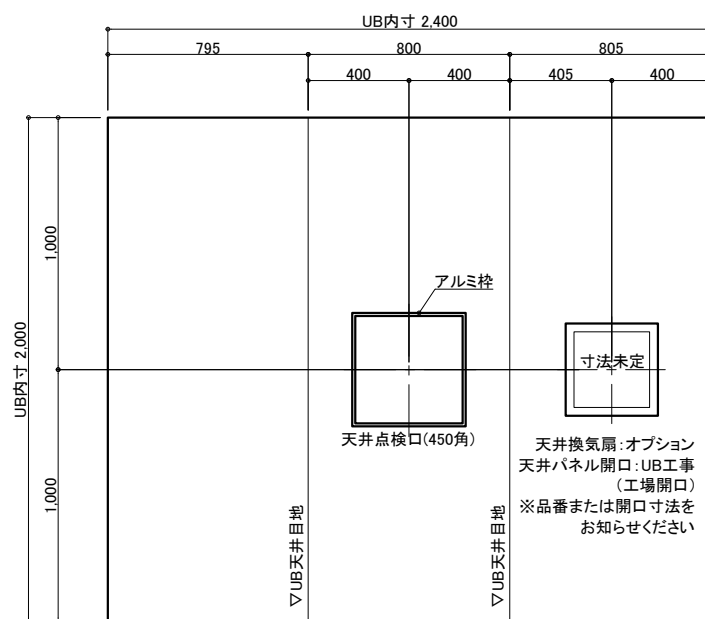 UB内寸 2,400
795
800
805
400
400
405
400
UB内寸 2,000
1,000
1,000
アルミ枠
天井点検口(450角)
寸法未定
天井換気扇:オプション
天井パネル開口:UB工事
(工場開口)
※品番または開口寸法を
お知らせください
▽UB天井目地
▽UB天井目地